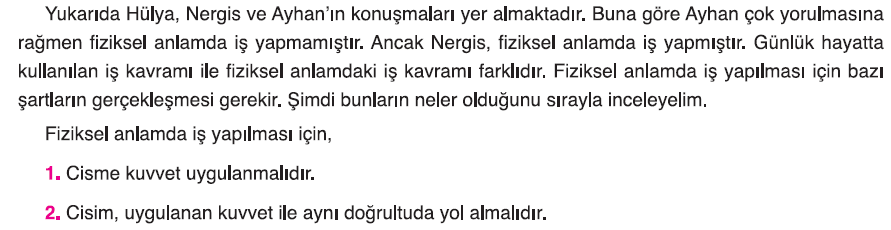 Yukarıda Hülya, Nergis ve Ayhan'ın konuşmaları yer almaktadır. Buna göre Ayhan çok yorulmasına
rağmen fiziksel anlamda iş yapmamıştır. Ancak Nergis, fiziksel anlamda iş yapmıştır. Günlük hayatta
kullanılan iş kavramı ile fiziksel anlamdaki iş kavramı farklıdır. Fiziksel anlamda iş yapılması için bazı
şartların gerçekleşmesi gerekir. Şimdi bunların neler olduğunu sırayla inceleyelim.
Fiziksel anlamda iş yapılması için,
1. Cisme kuvvet uygulanmalıdır.
2. Cisim, uygulanan kuvvet ile aynı doğrultuda yol almalıdır.